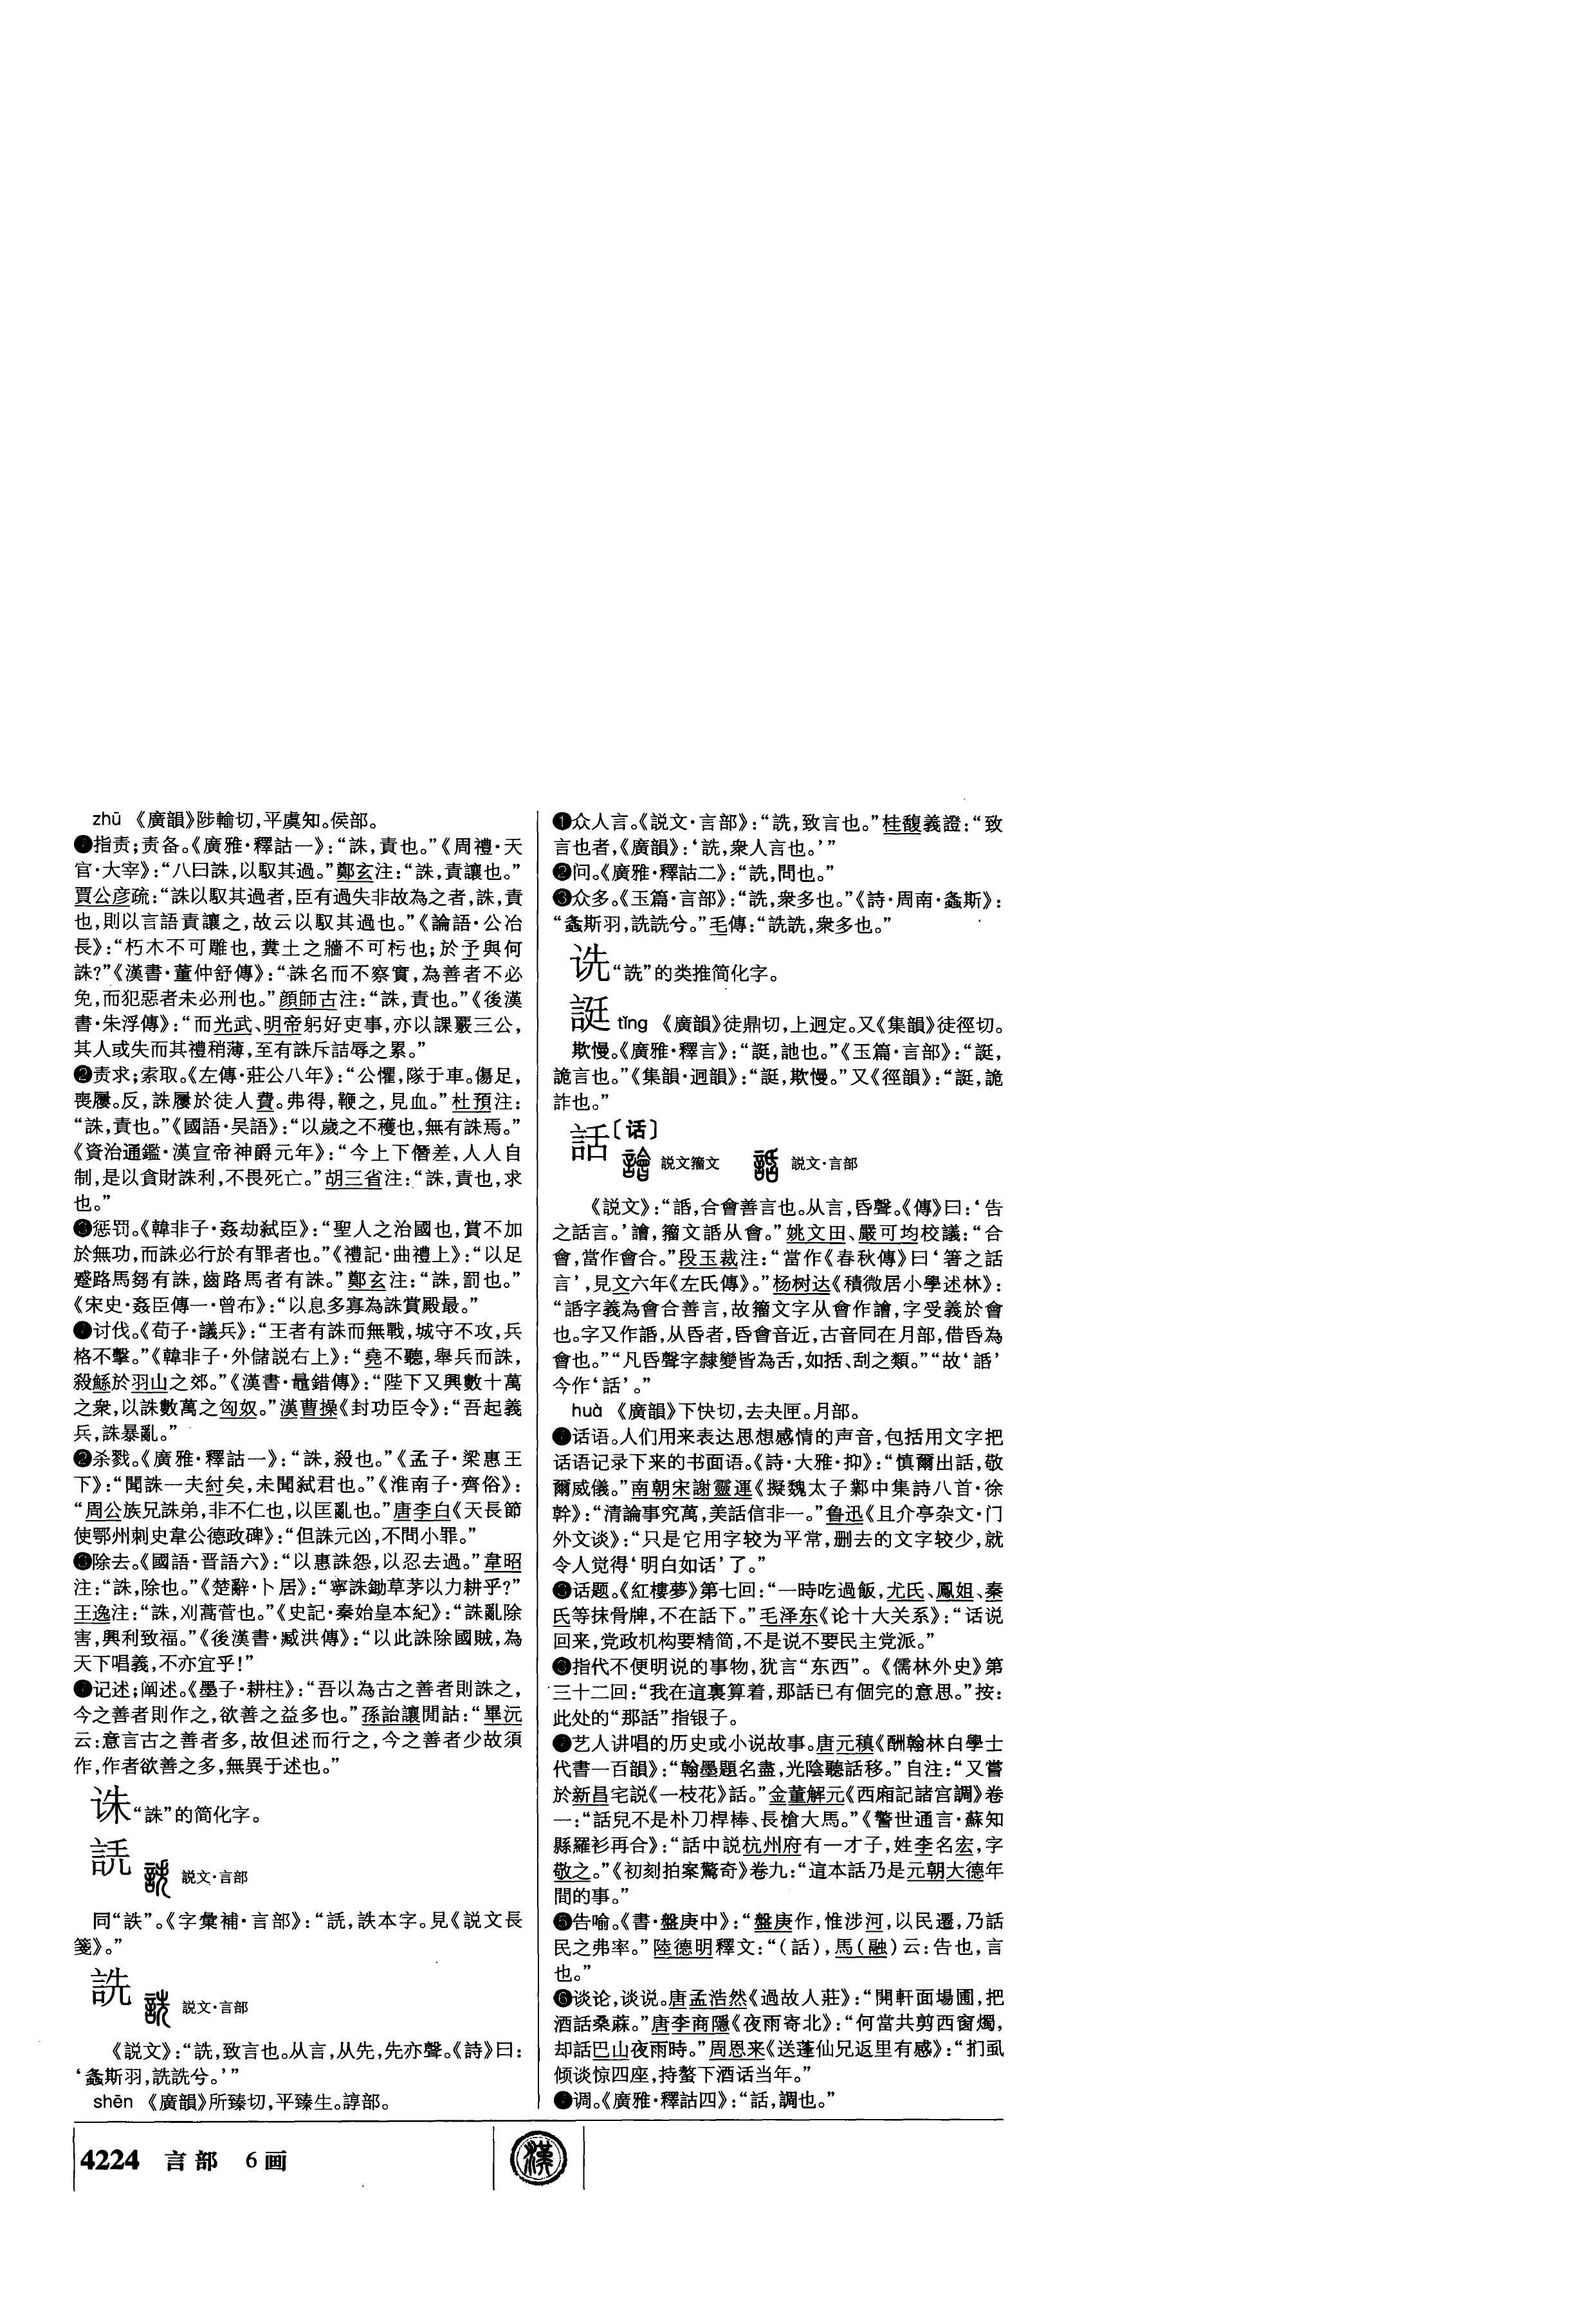 zhū 《廣韻》陟輸切,平虞知。侯部。
❶指责;责备。《廣雅·釋詁一》:“誅,責也。”《周禮·天
官·大宰》:“八曰誅,以馭其過。”鄭玄注:“誅,責讓也。”
賈公彦疏:“誅以馭其過者,臣有過失非故為之者,誅,責
也,則以言語責讓之,故云以馭其過也。”《論語·公冶
長》:“朽木不可雕也,糞土之牆不可杇也;於予與何
誅?”《漢書·董仲舒傳》:“誅名而不察實,為善者不必
免,而犯惡者未必刑也。”顔師古注:“誅,責也。”《後漢
書·朱浮傳》:“而光武、明帝躬好吏事,亦以課覈三公,
其人或失而其禮稍薄,至有誅斥詰辱之累。”
❷责求;索取。《左傳·莊公八年》:“公懼,隊于車。傷足,
喪屨。反,誅屨於徒人費。弗得,鞭之,見血。”杜預注:
“誅,責也。”《國語·吴語》:“以歲之不穫也,無有誅焉。”
《資治通鑑·漢宣帝神爵元年》:“今上下僭差,人人自
制,是以貪財誅利,不畏死亡。”胡三省注:“誅,責也,求
也。”
❸惩罚。《韓非子·姦劫弑臣》:“聖人之治國也,賞不加
於無功,而誅必行於有罪者也。”《禮記·曲禮上》:“以足
蹙路馬芻有誅,齒路馬者有誅。”鄭玄注:“誅,罰也。”
《宋史·姦臣傳一·曾布》:“以息多寡為誅賞殿最。”
讨伐。《荀子·議兵》:“王者有誅而無戰,城守不攻,兵
格不擊。”《韓非子·外儲説右上》:“堯不聽,舉兵而誅,
殺鯀於羽山之郊。”《漢書·鼂錯傳》:“陛下又興數十萬
之衆,以誅數萬之匈奴。”漢曹操《封功臣令》:“吾起義
兵,誅暴亂。”
杀戮。《廣雅·釋詁一》:“誅,殺也。”《孟子·梁惠王
下》:“聞誅一夫紂矣,未聞弑君也。”《淮南子·齊俗》:
“周公族兄誅弟,非不仁也,以匡亂也。”唐李白《天長節
使鄂州刺史韋公德政碑》:“但誅元凶,不問小罪。”
除去。《國語·晋語六》:“以惠誅怨,以忍去過。”韋昭
注:“誅,除也。”《楚辭·卜居》:“寧誅鋤草茅以力耕乎?”
王逸注:“誅,刈蒿菅也。”《史記·秦始皇本紀》:“誅亂除
害,興利致福。”《後漢書·臧洪傳》:“以此誅除國賊,為
天下唱義,不亦宜乎!”
记述;阐述。《墨子·耕柱》:“吾以為古之善者則誅之,
今之善者則作之,欲善之益多也。”孫詒讓閒詁:“畢沅
云:意言古之善者多,故但述而行之,今之善者少故須
作,作者欲善之多,無異于述也。”
诛“誅”的简化字。
説文·言部
《説文長
箋》。”
詵 説文·言部
《説文》:“詵,致言也。从言,从先,先亦聲。《詩》曰:
‘螽斯羽,詵詵兮。’”
shēn 《廣韻》所臻切,平臻生。諄部。
❶众人言。《説文·言部》:“詵,致言也。”桂馥義證:“致
言也者,《廣韻》:‘詵,衆人言也。’”
❷问。《廣雅·釋詁二》:“詵,問也。”
❸众多。《玉篇·言部》:“詵,衆多也。”《詩·周南·螽斯》:
“螽斯羽,詵詵兮。”毛傳:“詵詵,衆多也。”
诜“詵”的类推简化字。
誔 tǐng 《廣韻》徒鼎切,上迥定。又《集韻》徒徑切。
欺慢。《廣雅·釋言》:“誔,訑也。”《玉篇·言部》:“誔,
詭言也。”《集韻·迥韻》:“誔,欺慢。”又《徑韻》:“誔,詭
詐也。”
話〔话〕
説文籀文 説文·言部
《説文》:“䛡,合會善言也。从言,𠯑聲。《傳》曰:‘告
之話言。’譮,籀文䛡从會。”姚文田、嚴可均校議:“合
會,當作會合。”段玉裁注:“當作《春秋傳》曰‘箸之話
言’,見文六年《左氏傳》。”杨树达《積微居小學述林》:
“䛡字義為會合善言,故籀文字从會作譮,字受義於會
也。字又作䛡,从𠯑者,𠯑會音近,古音同在月部,借𠯑為
會也。”“凡𠯑聲字隸變皆為舌,如括、刮之類。”“故‘䛡’
今作‘話’。”
huà 《廣韻》下快切,去夬匣。月部。
❶话语。人们用来表达思想感情的声音,包括用文字把
话语记录下来的书面语。《詩·大雅·抑》:“慎爾出話,敬
爾威儀。”南朝宋謝靈運《擬魏太子鄴中集詩八首·徐
幹》:“清論事究萬,美話信非一。”鲁迅《且介亭杂文·门
外文谈》:“只是它用字较为平常,删去的文字较少,就
令人觉得‘明白如话’了。”
❷话题。《紅樓夢》第七回:“一時吃過飯,尤氏、鳳姐、秦
氏等抹骨牌,不在話下。”毛泽东《论十大关系》:“话说
回来,党政机构要精简,不是说不要民主党派。”
❸指代不便明说的事物,犹言“东西”。《儒林外史》第
三十二回:“我在這裏算着,那話已有個完的意思。”按:
此处的“那話”指银子。
❹艺人讲唱的历史或小说故事。唐元稹《酬翰林白學士
代書一百韻》:“翰墨題名盡,光陰聽話移。”自注:“又嘗
於新昌宅説《一枝花》話。”金董解元《西廂記諸宫調》卷
一:“話兒不是朴刀桿棒、長槍大馬。”《警世通言·蘇知
縣羅衫再合》:“話中説杭州府有一才子,姓李名宏,字
敬之。”《初刻拍案驚奇》卷九:“這本話乃是元朝大德年
間的事。”
❺告喻。《書·盤庚中》:“盤庚作,惟涉河,以民遷,乃話
民之弗率。”陸德明釋文:“(話),馬(融)云:告也,言
也。”
❻谈论,谈说。唐孟浩然《過故人莊》:“開軒面場圃,把
酒話桑蔴。”唐李商隱《夜雨寄北》:“何當共剪西窗燭,
却話巴山夜雨時。”周恩来《送蓬仙兄返里有感》:“扪虱
倾谈惊四座,持螯下酒话当年。”
❼调。《廣雅·釋詁四》:“話,調也。”
4224 言部 6画 漢